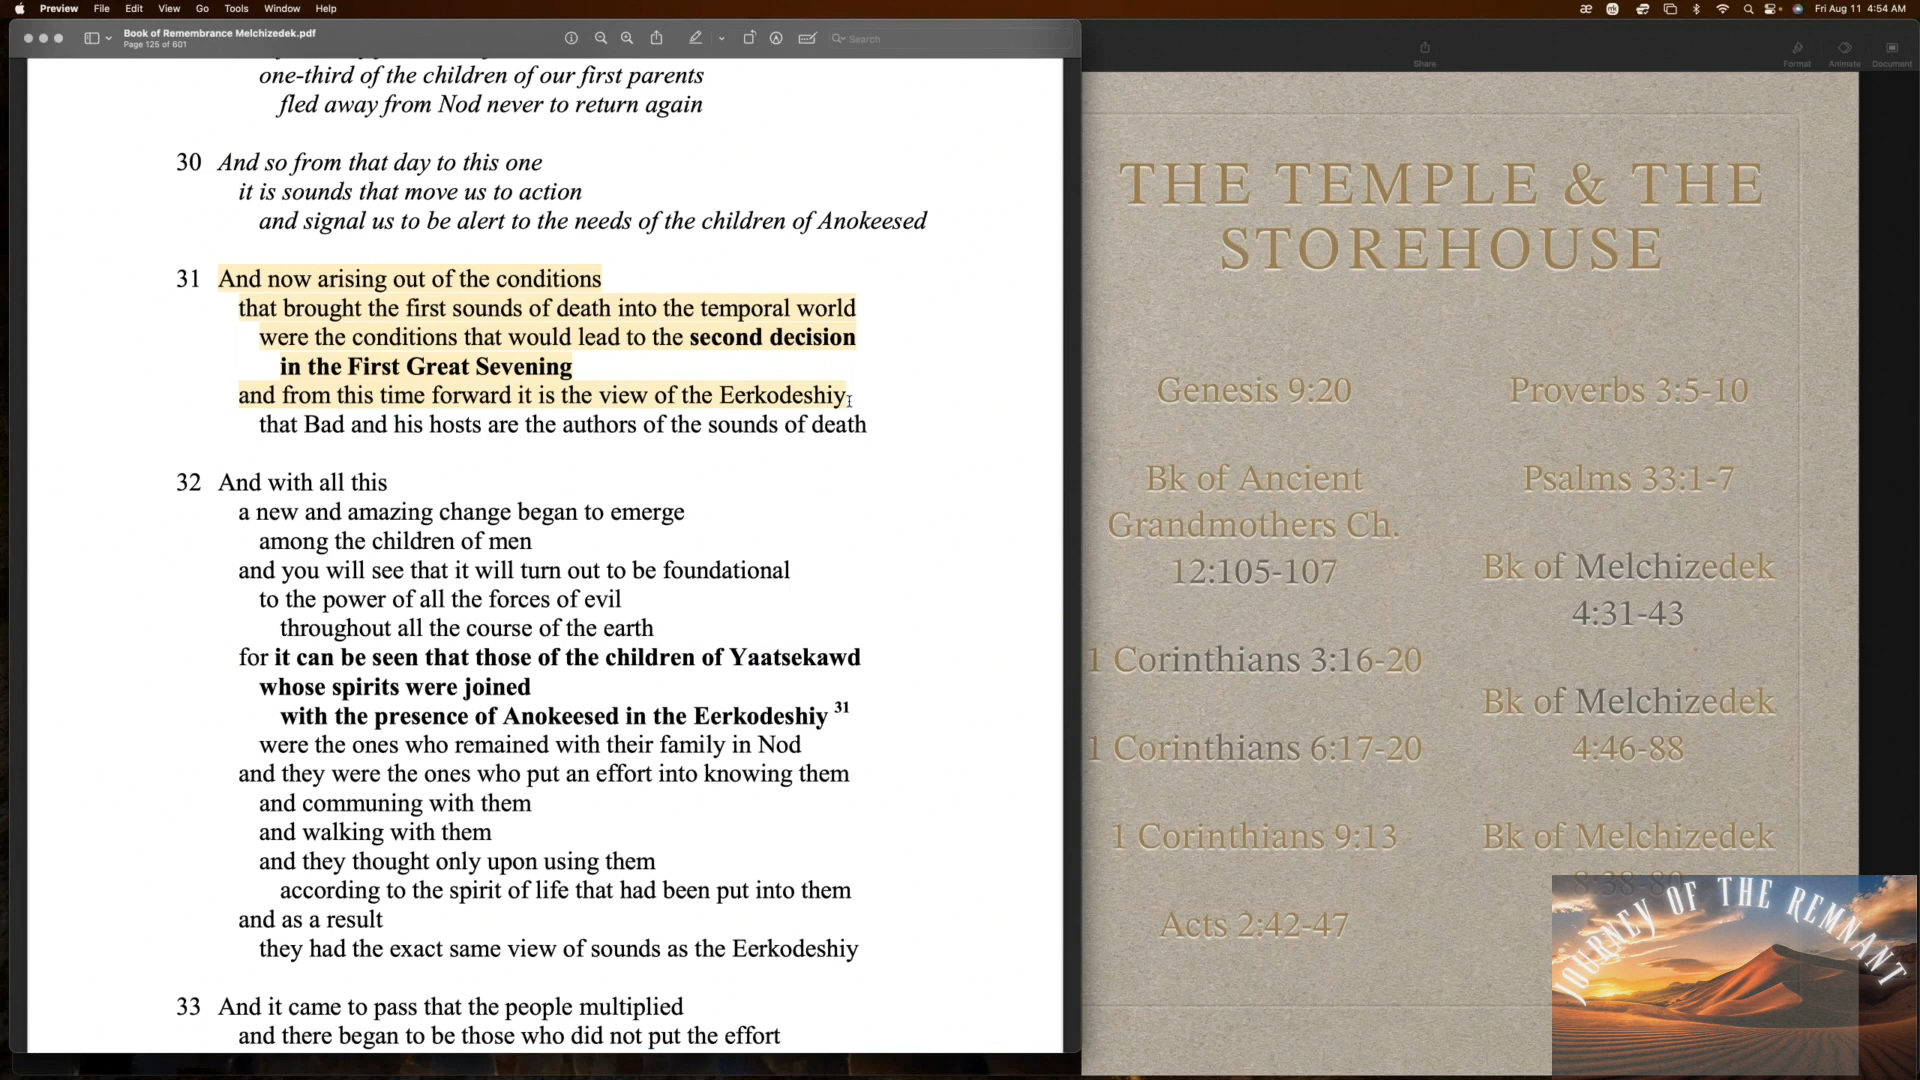 Preview File Edit View Go Tools Window Help
Fri Aug 11 4:54 AM
Book of Remembrance Melchizedek.pdf
Page 125 of 601
Search
one-third of the children of our first parents
fled away from Nod never to return again
30 And so from that day to this one
it is sounds that move us to action
and signal us to be alert to the needs of the children of Anokeesed
31 And now arising out of the conditions
that brought the first sounds of death into the temporal world
were the conditions that would lead to the second decision
in the First Great Sevening
and from this time forward it is the view of the Eerkodeshiy
that Bad and his hosts are the authors of the sounds of death
32 And with all this
a new and amazing change began to emerge
among the children of men
and you will see that it will turn out to be foundational
to the power of all the forces of evil
throughout all the course of the earth
for it can be seen that those of the children of Yaatsekawd
whose spirits were joined
with the presence of Anokeesed in the Eerkodeshiy 31
were the ones who remained with their family in Nod
and they were the ones who put an effort into knowing them
and communing with them
and walking with them
and they thought only upon using them
according to the spirit of life that had been put into them
and as a result
they had the exact same view of sounds as the Eerkodeshiy
33 And it came to pass that the people multiplied
and there began to be those who did not put the effort
Share
Format Animate Document
THE TEMPLE & THE
STOREHOUSE
Genesis 9:20
Bk of Ancient
Grandmothers Ch.
12:105-107
1 Corinthians 3:16-20
1 Corinthians 6:17-20
1 Corinthians 9:13
Acts 2:42-47
Proverbs 3:5-10
Psalms 33:1-7
Bk of Melchizedek
4:31-43
Bk of Melchizedek
4:46-88
Bk of Melchizedek
8:38-80
JOURNEY OF THE REMNANT